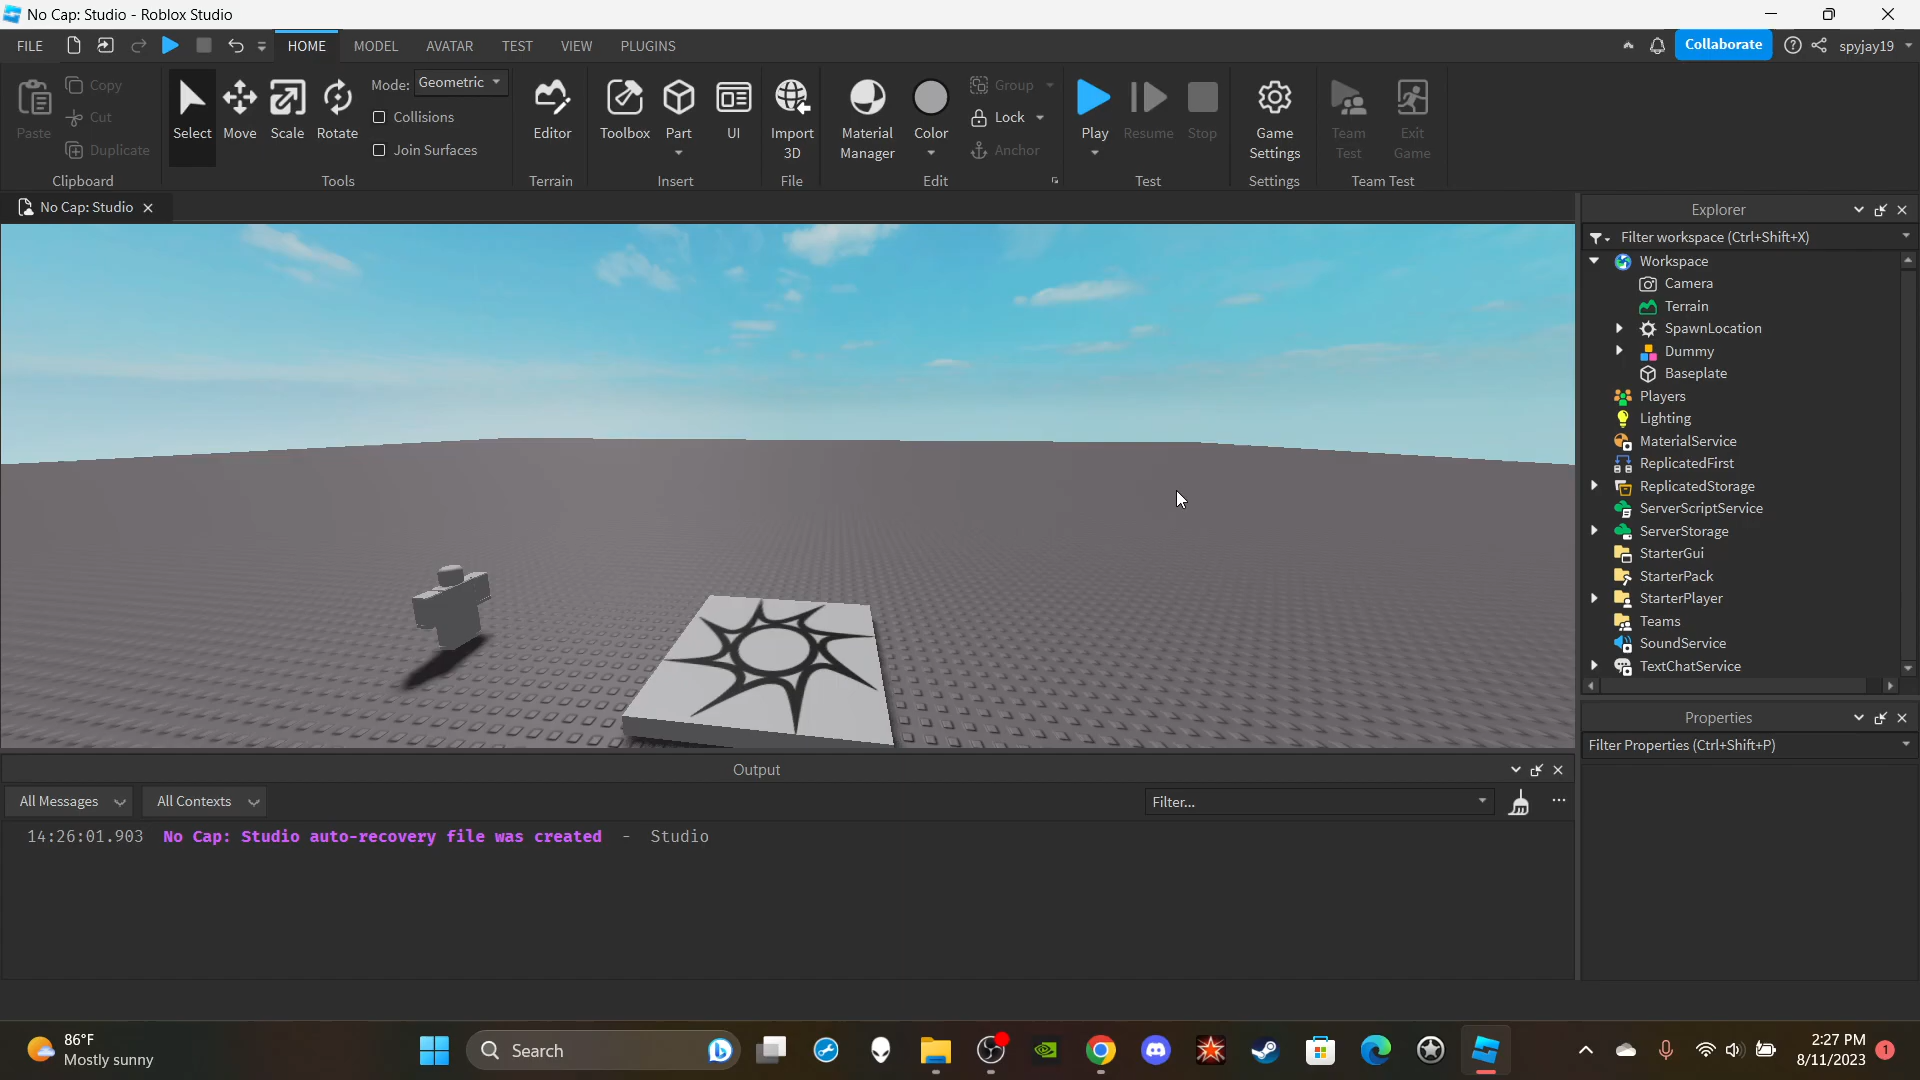 No Cap: Studio - Roblox Studio
FILE HOME MODEL AVATAR TEST VIEW PLUGINS Collaborate spyjay19
Paste Copy Cut Duplicate
Clipboard
Select Move Scale Rotate
Mode: Geometric
Collisions
Join Surfaces
Tools
Editor
Terrain
Toolbox Part UI
Insert
Import 3D
File
Material Manager
Color
Group
Lock
Anchor
Edit
Play Resume Stop
Test
Game Settings
Settings
Team Test
Exit Game
Team Test
No Cap: Studio
Explorer
Filter workspace (Ctrl+Shift+X)
Workspace
Camera
Terrain
SpawnLocation
Dummy
Baseplate
Players
Lighting
MaterialService
ReplicatedFirst
ReplicatedStorage
ServerScriptService
ServerStorage
StarterGui
StarterPack
StarterPlayer
Teams
SoundService
TextChatService
Properties
Filter Properties (Ctrl+Shift+P)
Output
All Messages All Contexts Filter...
14:26:01.903 No Cap: Studio auto-recovery file was created - Studio
86°F
Mostly sunny
Search
2:27 PM
8/11/2023
1